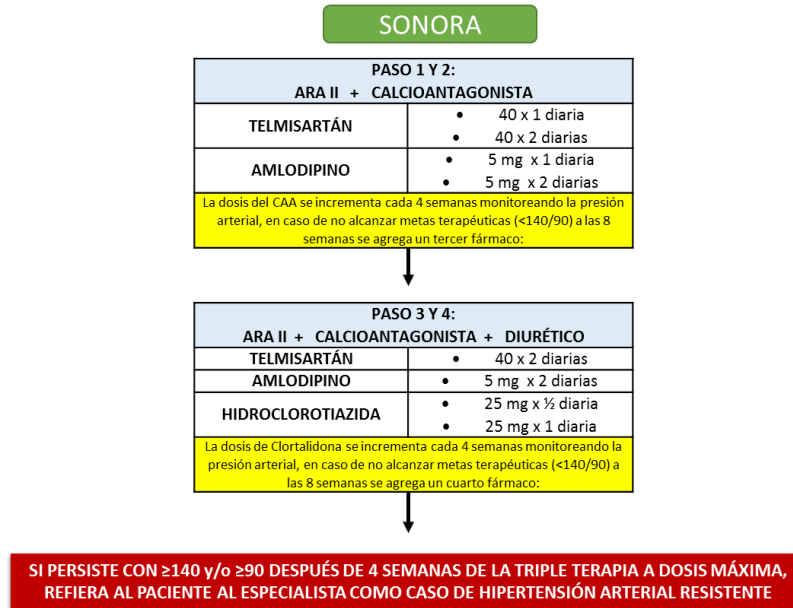 SONORA
PASO 1 Y 2:
ARA II + CALCIOANTAGONISTA
TELMISARTÁN
• 40 x 1 diaria
• 40 x 2 diarias
AMLODIPINO
• 5 mg x 1 diaria
• 5 mg x 2 diarias
La dosis del CAA se incrementa cada 4 semanas monitoreando la presión
arterial, en caso de no alcanzar metas terapéuticas (<140/90) a las 8
semanas se agrega un tercer fármaco:
PASO 3 Y 4:
ARA II + CALCIOANTAGONISTA + DIURÉTICO
TELMISARTÁN
• 40 x 2 diarias
AMLODIPINO
• 5 mg x 2 diarias
HIDROCLOROTIAZIDA
• 25 mg x ½ diaria
• 25 mg x 1 diaria
La dosis de Clortalidona se incrementa cada 4 semanas monitoreando la
presión arterial, en caso de no alcanzar metas terapéuticas (<140/90) a
las 8 semanas se agrega un cuarto fármaco:
SI PERSISTE CON ≥140 y/o ≥90 DESPUÉS DE 4 SEMANAS DE LA TRIPLE TERAPIA A DOSIS MÁXIMA,
REFIERA AL PACIENTE AL ESPECIALISTA COMO CASO DE HIPERTENSIÓN ARTERIAL RESISTENTE